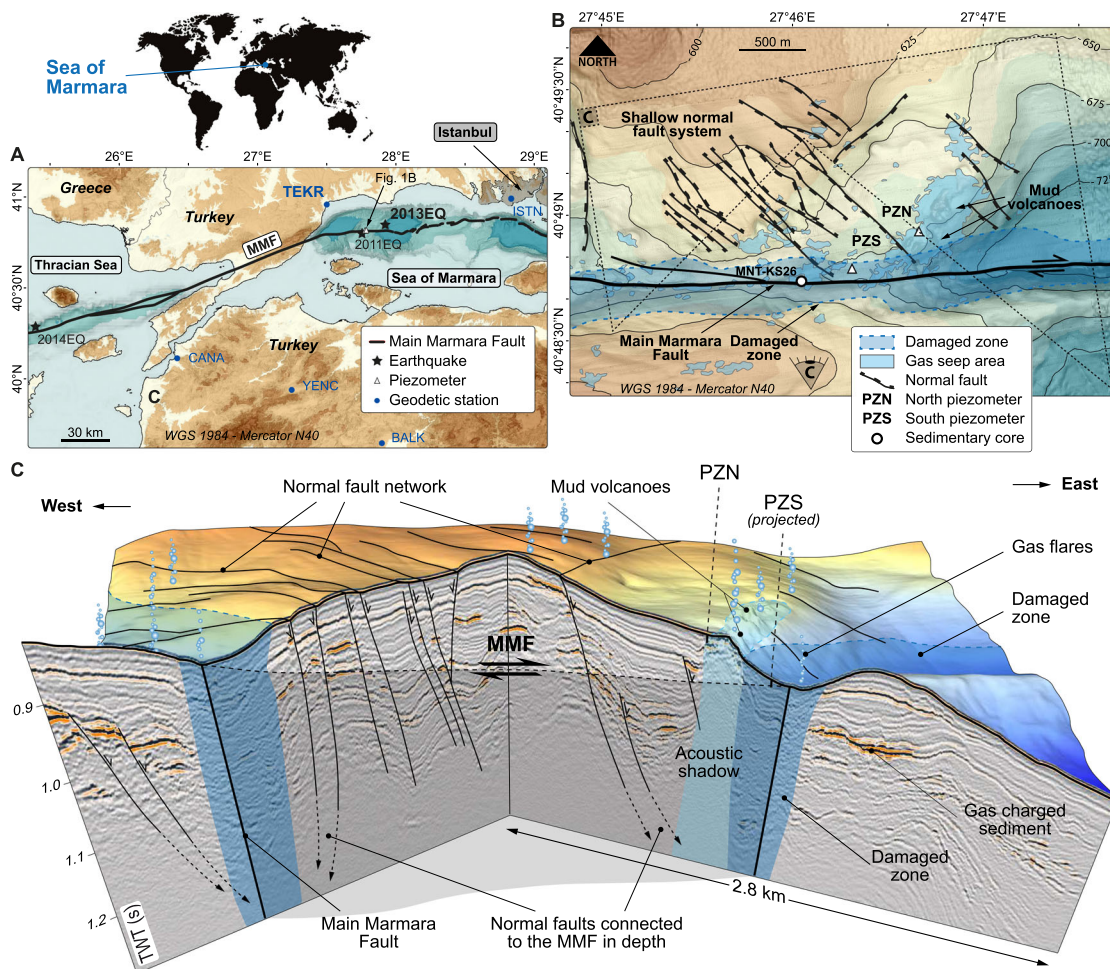 Sea of
Marmara
A
26°E
27°E
28°E
29°E
Istanbul
Fig. 1B
41°N
40°30'N
40°N
Greece
Turkey
TEKR
2013EQ
ISTN
MMF
2011EQ
Thracian Sea
Sea of Marmara
2014EQ
CANA
Turkey
YENC
C
BALK
30 km
WGS 1984 - Mercator N40
Main Marmara Fault
Earthquake
Piezometer
Geodetic station
B
27°45'E
27°46'E
27°47'E
40°49'30"N
40°49'N
40°48'30"N
NORTH
600
500 m
625
650
675
C
Shallow normal
fault system
Mud
volcanoes
PZN
PZS
MNT-KS26
Main Marmara
Fault
Damaged
zone
C
WGS 1984 - Mercator N40
Damaged zone
Gas seep area
Normal fault
PZN North piezometer
PZS South piezometer
Sedimentary core
C
West
Normal fault network
Mud volcanoes
PZN
PZS
(projected)
East
Gas flares
Damaged
zone
MMF
0.9
1.0
1.1
1.2
TWT (s)
Acoustic
shadow
Gas charged
sediment
Damaged
zone
2.8 km
Main Marmara
Fault
Normal faults connected
to the MMF in depth